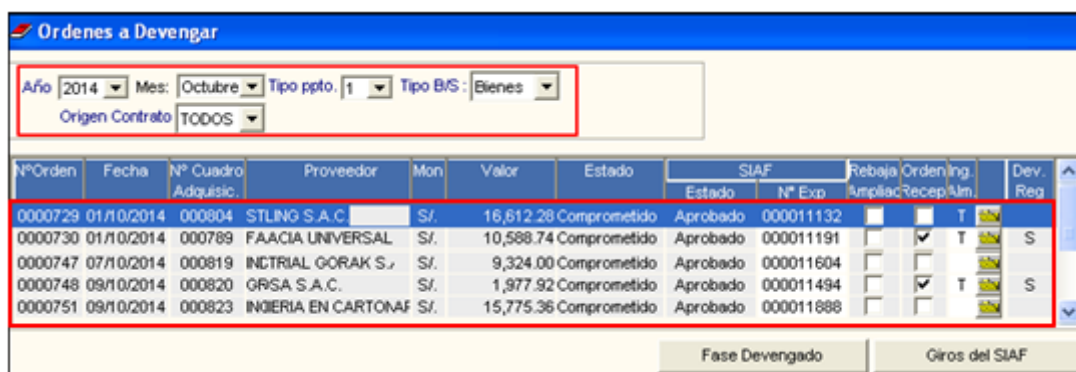 Ordenes a Devengar
Año 2014 Mes: Octubre Tipo ppto. 1 Tipo B/S : Bienes
Origen Contrato TODOS
NºOrden Fecha Nº Cuadro Adquisic. Proveedor Mon Valor Estado SIAF Estado Nº Exp Rebaja Ampliac Orden Recep Ing. Alm. Dev. Reg
0000729 01/10/2014 000804 STLING S.A.C. S/. 16,612.28 Comprometido Aprobado 000011132 T
0000730 01/10/2014 000789 FAACIA UNIVERSAL S/. 10,588.74 Comprometido Aprobado 000011191 T S
0000747 07/10/2014 000819 INCTRIAL GORAK S./ S/. 9,324.00 Comprometido Aprobado 000011604
0000748 09/10/2014 000820 GRSA S.A.C. S/. 1,977.92 Comprometido Aprobado 000011494 T S
0000751 09/10/2014 000823 INGIERIA EN CARTONAF S/. 15,775.36 Comprometido Aprobado 000011888
Fase Devengado Giros del SIAF